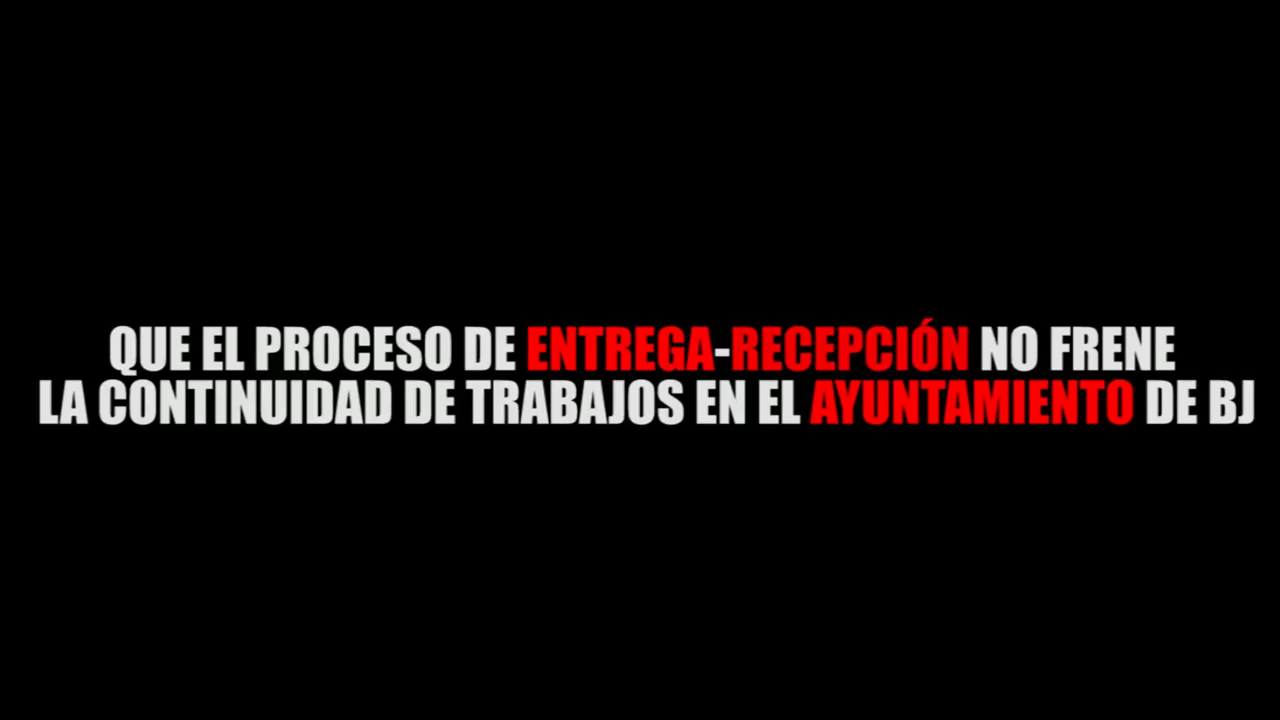 QUE EL PROCESO DE ENTREGA-RECEPCIÓN NO FRENE
LA CONTINUIDAD DE TRABAJOS EN EL AYUNTAMIENTO DE BJ